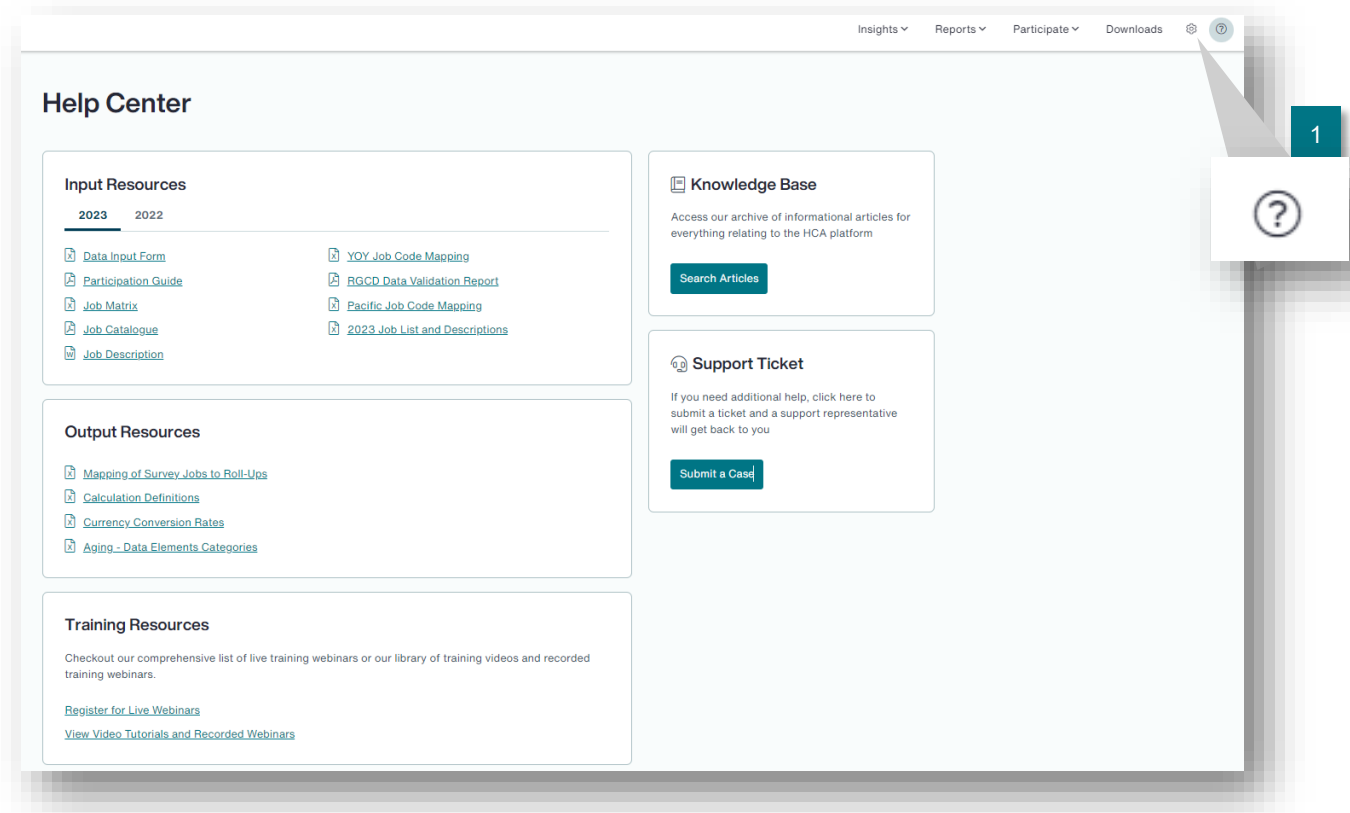 Insights Reports Participate Downloads
1
?
Help Center
Input Resources
2023 2022
Data Input Form
Participation Guide
Job Matrix
Job Catalogue
Job Description
YOY Job Code Mapping
RGCD Data Validation Report
Pacific Job Code Mapping
2023 Job List and Descriptions
Knowledge Base
Access our archive of informational articles for
everything relating to the HCA platform
Search Articles
Support Ticket
If you need additional help, click here to
submit a ticket and a support representative
will get back to you
Submit a Case
Output Resources
Mapping of Survey Jobs to Roll-Ups
Calculation Definitions
Currency Conversion Rates
Aging - Data Elements Categories
Training Resources
Checkout our comprehensive list of live training webinars or our library of training videos and recorded
training webinars.
Register for Live Webinars
View Video Tutorials and Recorded Webinars